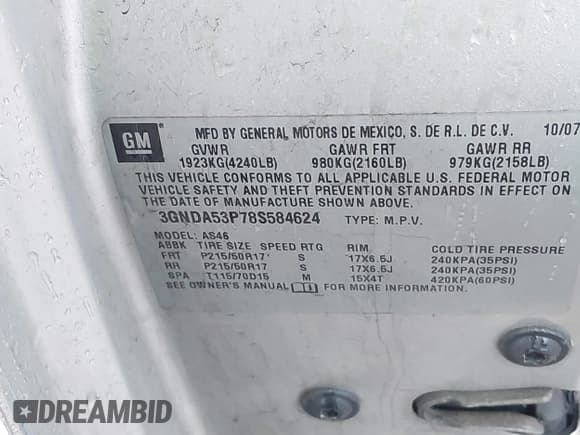 GM
MFD BY GENERAL MOTORS DE MEXICO, S. DE R.L. DE C.V. 10/07
GVWR GAWR FRT GAWR RR
1923KG(4240LB) 980KG(2160LB) 979KG(2158LB)
THIS VEHICLE CONFORMS TO ALL APPLICABLE U.S. FEDERAL MOTOR
VEHICLE SAFETY AND THEFT PREVENTION STANDARDS IN EFFECT ON
THE DATE OF MANUFACTURE SHOWN ABOVE.
3GNDA53P78S584624 TYPE: M.P.V.
MODEL: AS46
ABBK TIRE SIZE SPEED RTG RIM COLD TIRE PRESSURE
FRT P215/50R17 S 17X6.5J 240KPA(35PSI)
RR P215/50R17 S 17X6.5J 240KPA(35PSI)
SPA T115/70D15 M 15X4T 420KPA(60PSI)
SEE OWNER'S MANUAL FOR MORE INFORMATION.
DREAMBID